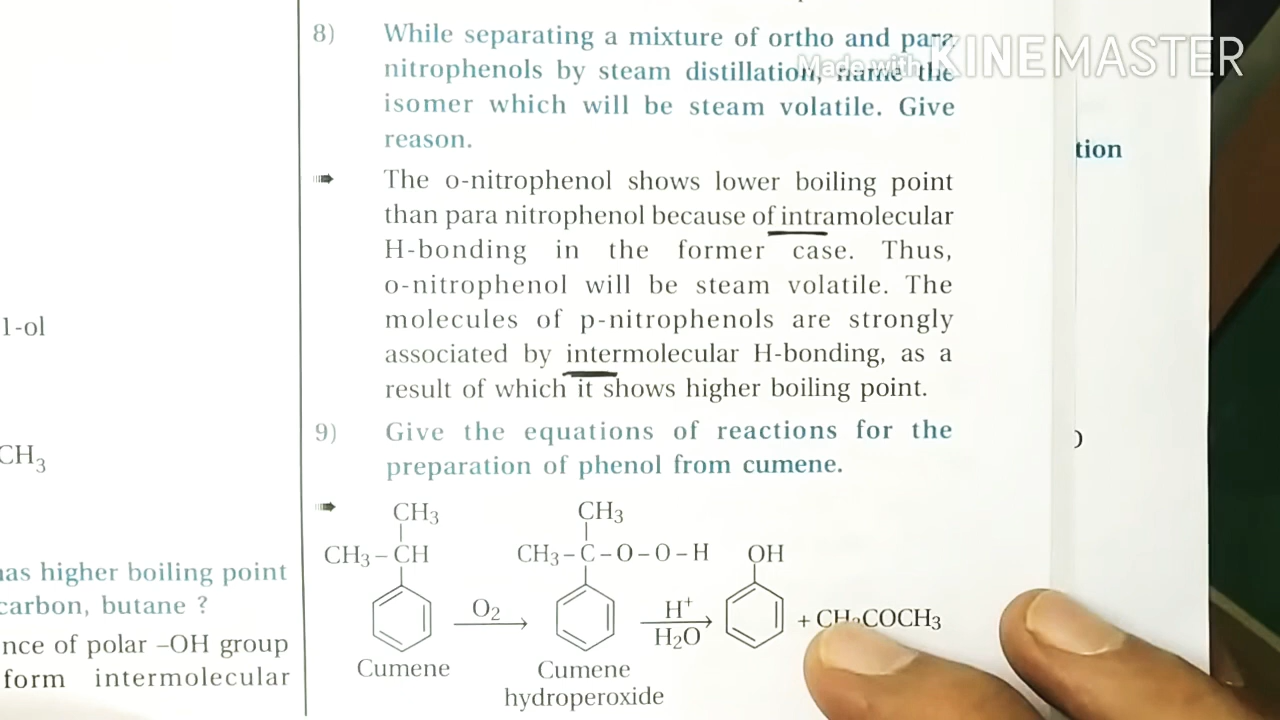 8) While separating a mixture of ortho and para
nitrophenols by steam distillation, name the
isomer which will be steam volatile. Give
reason.
The o-nitrophenol shows lower boiling point
than para nitrophenol because of intramolecular
H-bonding in the former case. Thus,
o-nitrophenol will be steam volatile. The
molecules of p-nitrophenols are strongly
associated by intermolecular H-bonding, as a
result of which it shows higher boiling point.
9) Give the equations of reactions for the
preparation of phenol from cumene.
CH3 CH3
CH3 – CH CH3 – C – O – O – H OH
O2 H+ + CH3COCH3
H2O
Cumene Cumene
hydroperoxide
1-ol
CH3
has higher boiling point
carbon, butane ?
nce of polar –OH group
form intermolecular
tion
Made with KINEMASTER